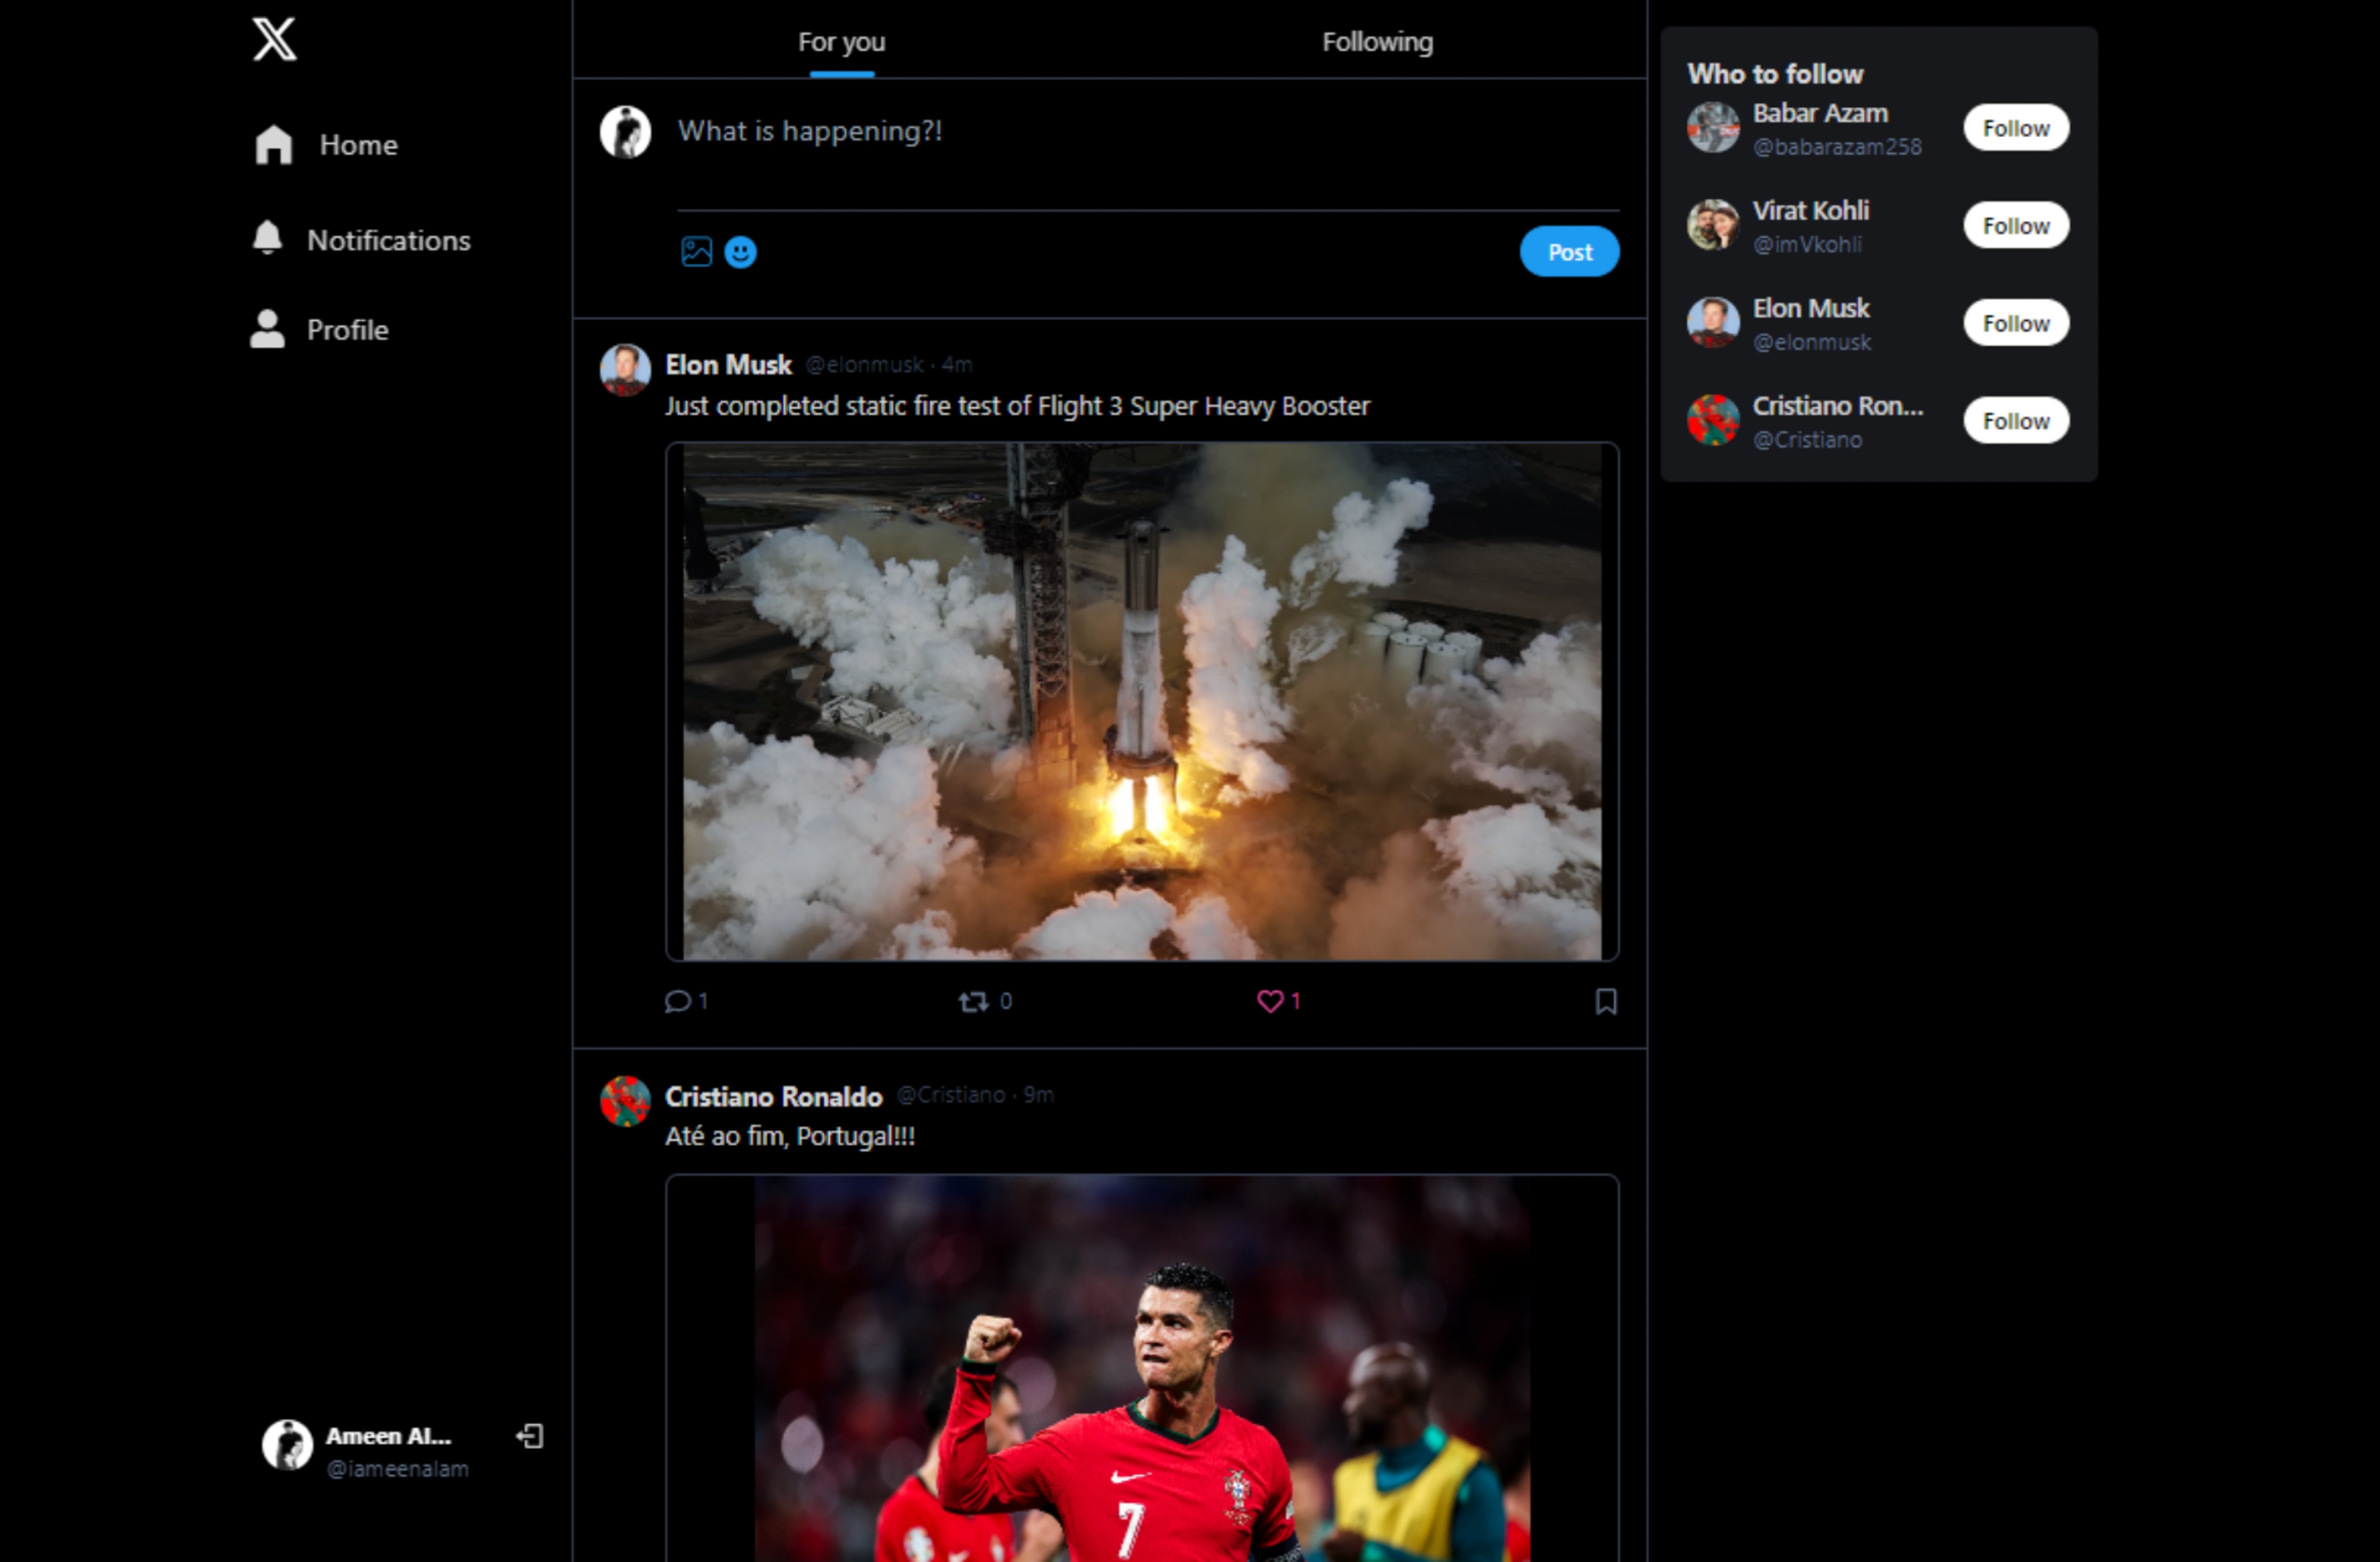 Home
Notifications
Profile
Ameen Al...
@iameenalam
For you
Following
What is happening?!
Post
Elon Musk @elonmusk · 4m
Just completed static fire test of Flight 3 Super Heavy Booster
1
0
1
Cristiano Ronaldo @Cristiano · 9m
Até ao fim, Portugal!!!
7
Who to follow
Babar Azam
@babarazam258
Follow
Virat Kohli
@imVkohli
Follow
Elon Musk
@elonmusk
Follow
Cristiano Ron...
@Cristiano
Follow